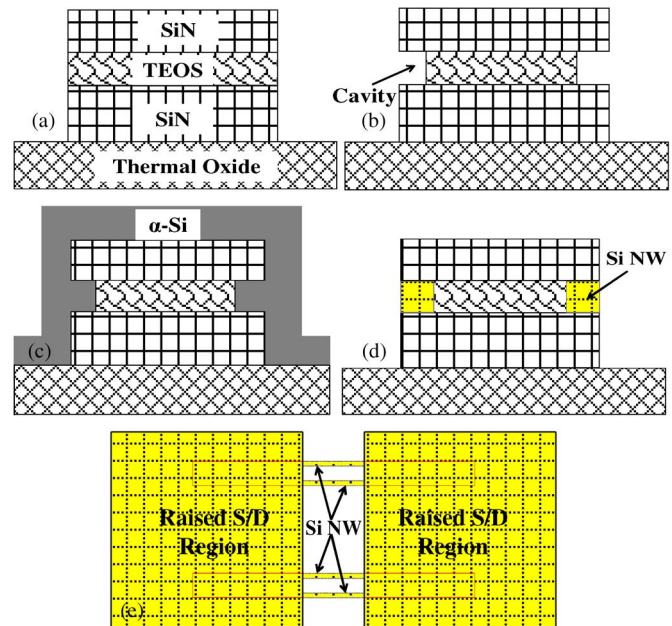 SiN
TEOS
SiN
(a)
Thermal Oxide
Cavity
(b)
α-Si
(c)
Si NW
(d)
Raised S/D
Region
Si NW
Raised S/D
Region
(e)